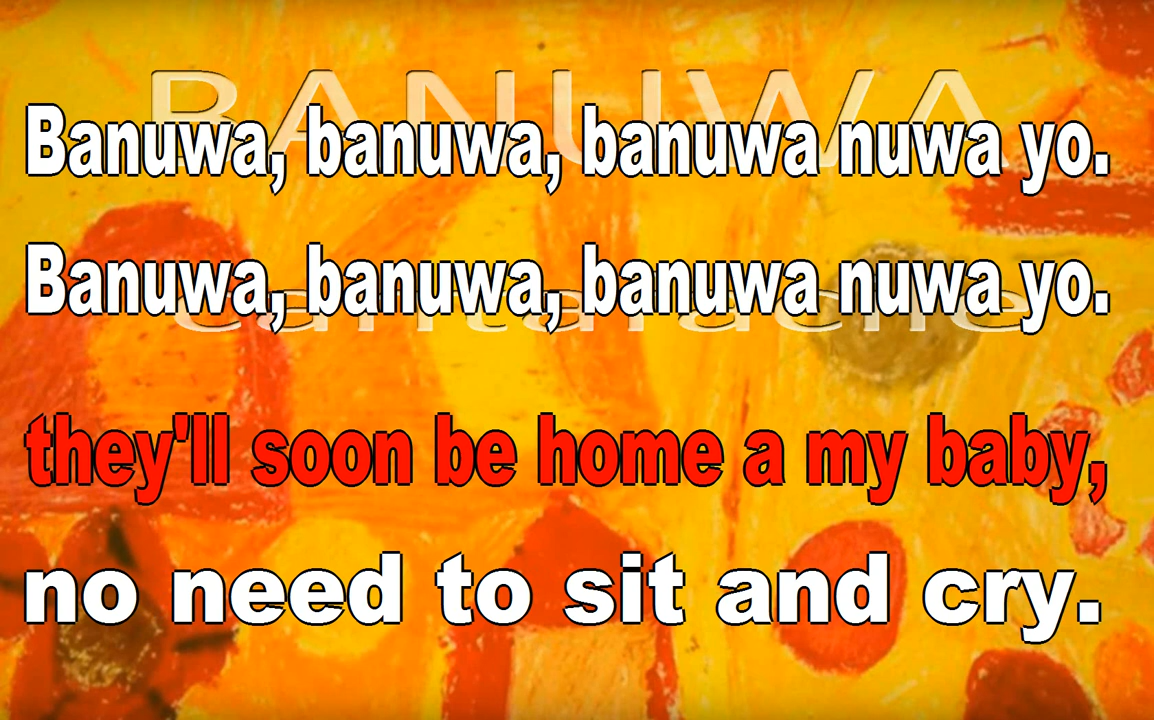 BANUWA
Banuwa, banuwa, banuwa nuwa yo.
Banuwa, banuwa, banuwa nuwa yo.
they'll soon be home a my baby,
no need to sit and cry.